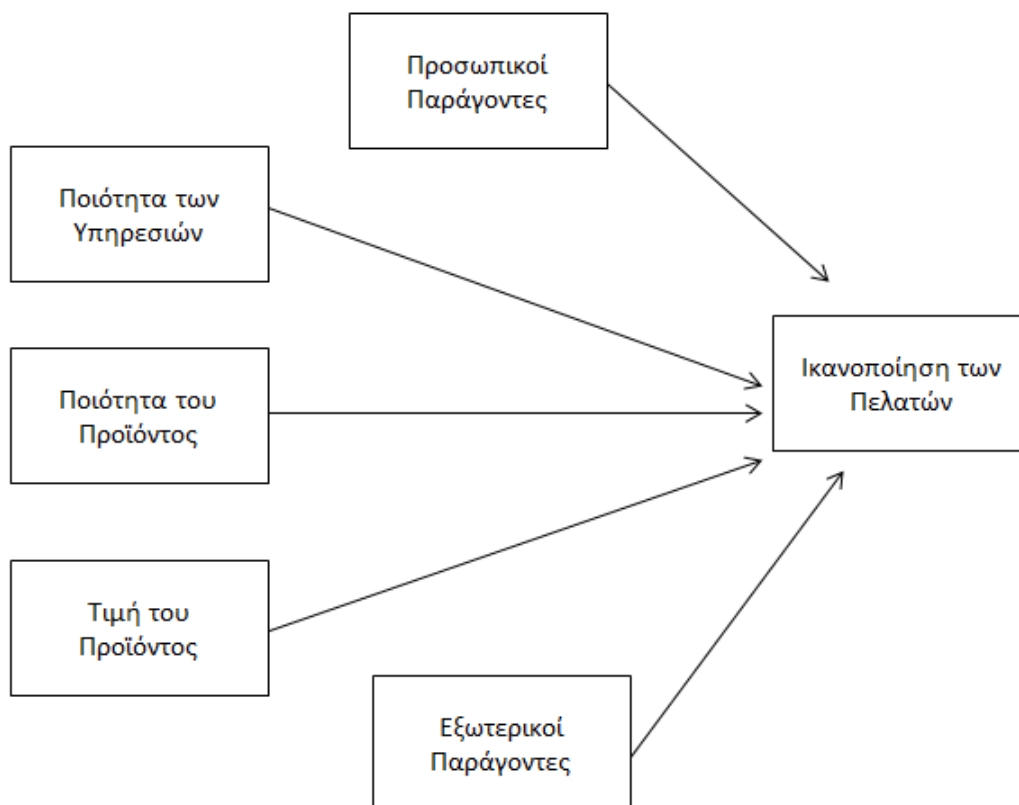 Προσωπικοί
Παράγοντες
Ποιότητα των
Υπηρεσιών
Ποιότητα του
Προϊόντος
Ικανοποίηση των
Πελατών
Τιμή του
Προϊόντος
Εξωτερικοί
Παράγοντες